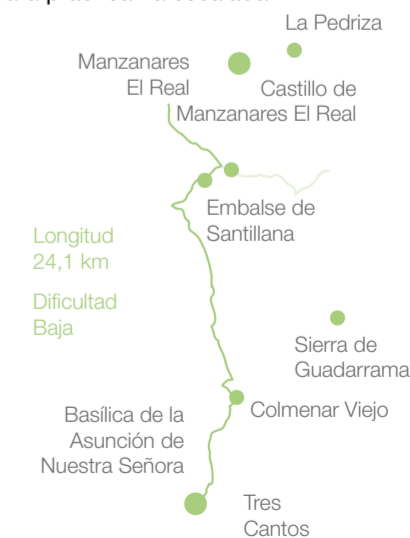 La Pedriza
Manzanares
El Real
Castillo de
Manzanares El Real
Embalse de
Santillana
Longitud
24,1 km
Dificultad
Baja
Sierra de
Guadarrama
Colmenar Viejo
Basílica de la
Asunción de
Nuestra Señora
Tres
Cantos